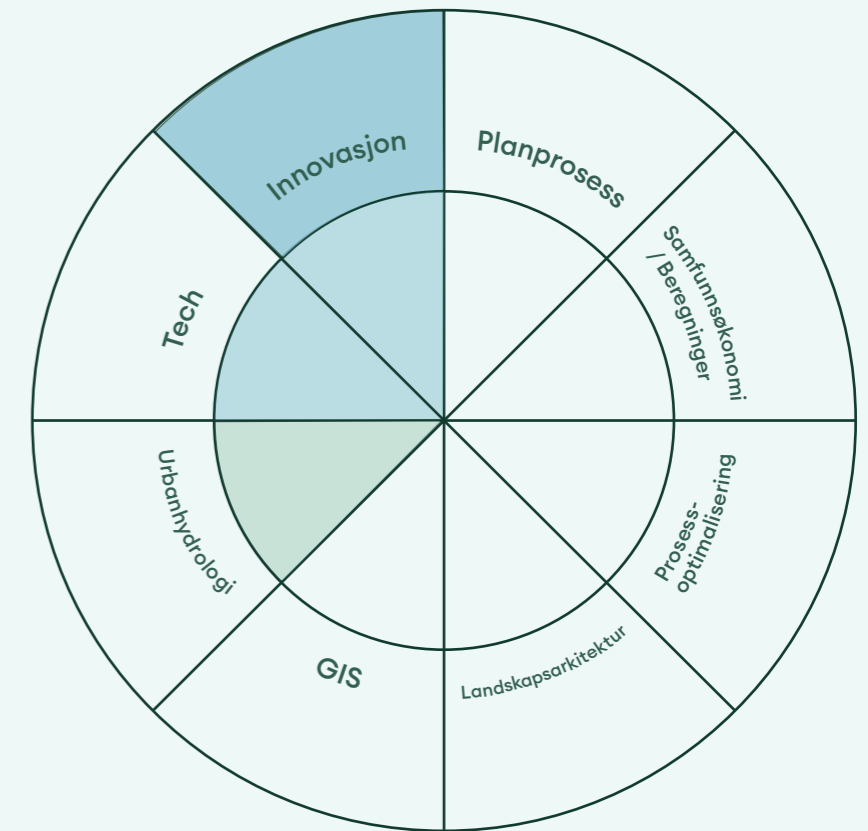 Innovasjon
Planprosess
Samfunnsøkonomi
/ Beregninger
Prosess-
optimalisering
Landskapsarkitektur
GIS
Urbanhydrologi
Tech